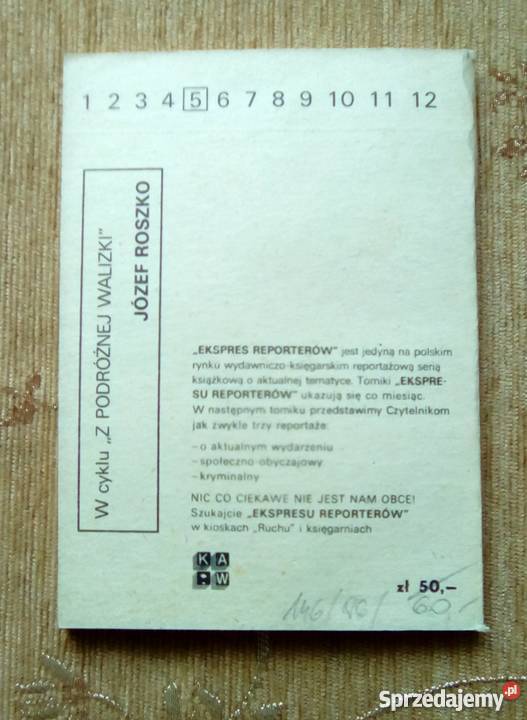 1 2 3 4 5 6 7 8 9 10 11 12
W cyklu „Z PODRÓŻNEJ WALIZKI”
JÓZEF ROSZKO
„EKSPRES REPORTERÓW” jest jedyną na polskim
rynku wydawniczo-księgarskim reportażową serią
książkową o aktualnej tematyce. Tomiki „EKSPRE-
SU REPORTERÓW” ukazują się co miesiąc.
W następnym tomiku przedstawimy Czytelnikom
jak zwykle trzy reportaże:
– o aktualnym wydarzeniu
– społeczno-obyczajowy
– kryminalny
NIC CO CIEKAWE NIE JEST NAM OBCE!
Szukajcie „EKSPRESU REPORTERÓW”
w kioskach „Ruchu” i księgarniach
K A
W
zł 50,–
60,-
Sprzedajemy.pl